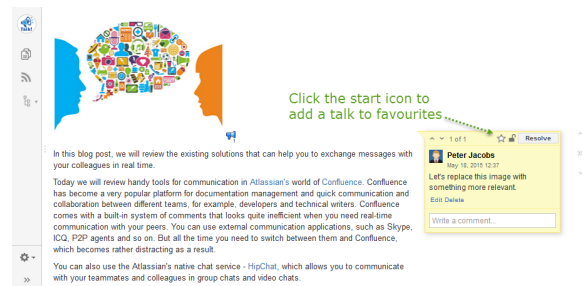 Talk!
Click the start icon to
add a talk to favourites
1 of 1
Resolve
Peter Jacobs
May 18, 2015 12:37
Let's replace this image with
something more relevant.
Edit Delete
Write a comment...
In this blog post, we will review the existing solutions that can help you to exchange messages with
your colleagues in real time.
Today we will review handy tools for communication in Atlassian's world of Confluence. Confluence
has become a very popular platform for documentation management and quick communication and
collaboration between different teams, for example, developers and technical writers. Confluence
comes with a built-in system of comments that looks quite inefficient when you need real-time
communication with your peers. You can use external communication applications, such as Skype,
ICQ, P2P agents and so on. But all the time you need to switch between them and Confluence,
which becomes rather distracting as a result.
You can also use the Atlassian's native chat service - HipChat, which allows you to communicate
with your teammates and colleagues in group chats and video chats.